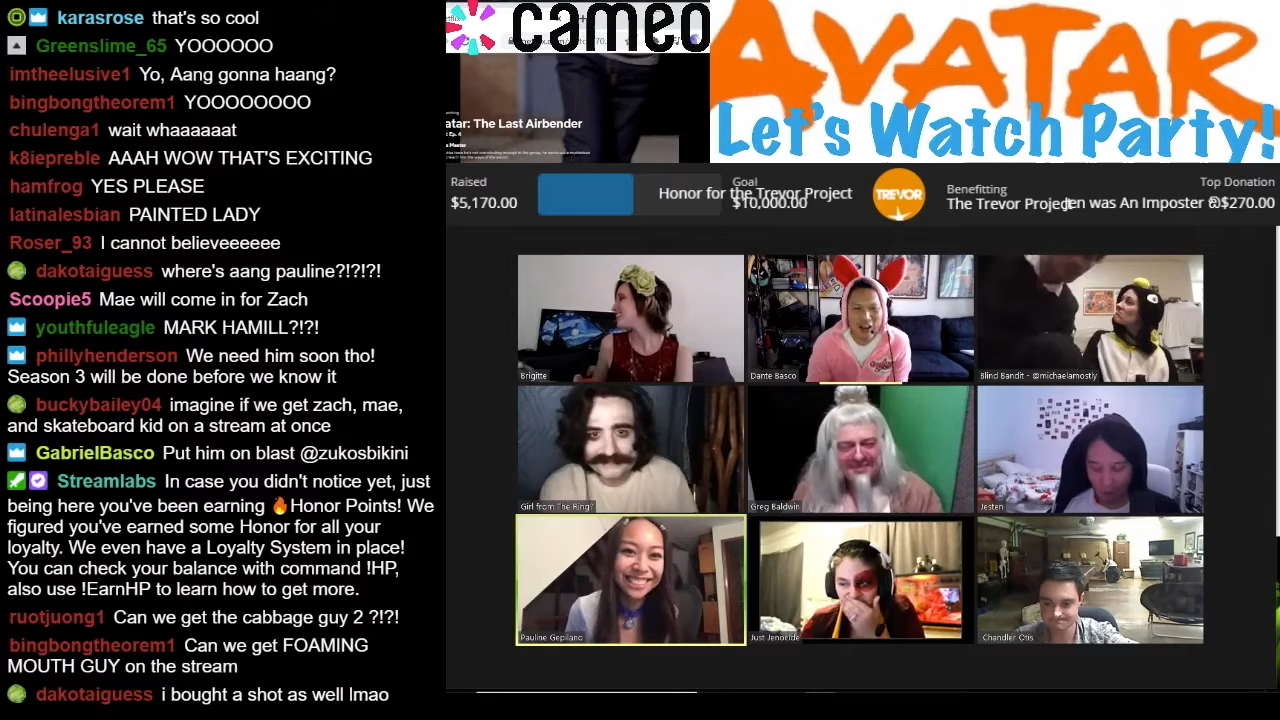 karasrose that's so cool
Greenslime_65 YOOOOOO
imtheelusive1 Yo, Aang gonna haang?
bingbongtheorem1 YOOOOOOOO
chulenga1 wait whaaaaaat
k8iepreble AAAH WOW THAT'S EXCITING
hamfrog YES PLEASE
latinalesbian PAINTED LADY
Roser_93 I cannot believeeeeee
dakotaiguess where's aang pauline?!?!?!
Scoopie5 Mae will come in for Zach
youthfuleagle MARK HAMILL?!?!
phillyhenderson We need him soon tho!
Season 3 will be done before we know it
buckybailey04 imagine if we get zach, mae,
and skateboard kid on a stream at once
GabrielBasco Put him on blast @zukosbikini
Streamlabs In case you didn't notice yet, just
being here you've been earning 🔥Honor Points! We
figured you've earned some Honor for all your
loyalty. We even have a Loyalty System in place!
You can check your balance with command !HP,
also use !EarnHP to learn how to get more.
ruotjuong1 Can we get the cabbage guy 2 ?!?!
bingbongtheorem1 Can we get FOAMING
MOUTH GUY on the stream
dakotaiguess i bought a shot as well lmao
cameo
atar: The Last Airbender
Ep. 4
Master
AVATAR
Let's Watch Party!
Raised
$5,170.00
Honor for the Trevor Project
Goal
$10,000.00
TREVOR
Benefitting
The Trevor Project
Top Donation
Jen was An Imposter
$270.00
Brigitte
Dante Basco
Blind Bandit - @michaelamostly
Girl from The Ring?
Greg Baldwin
Jesten
Pauline Gepilano
Just Jenoelde
Chandler Otis